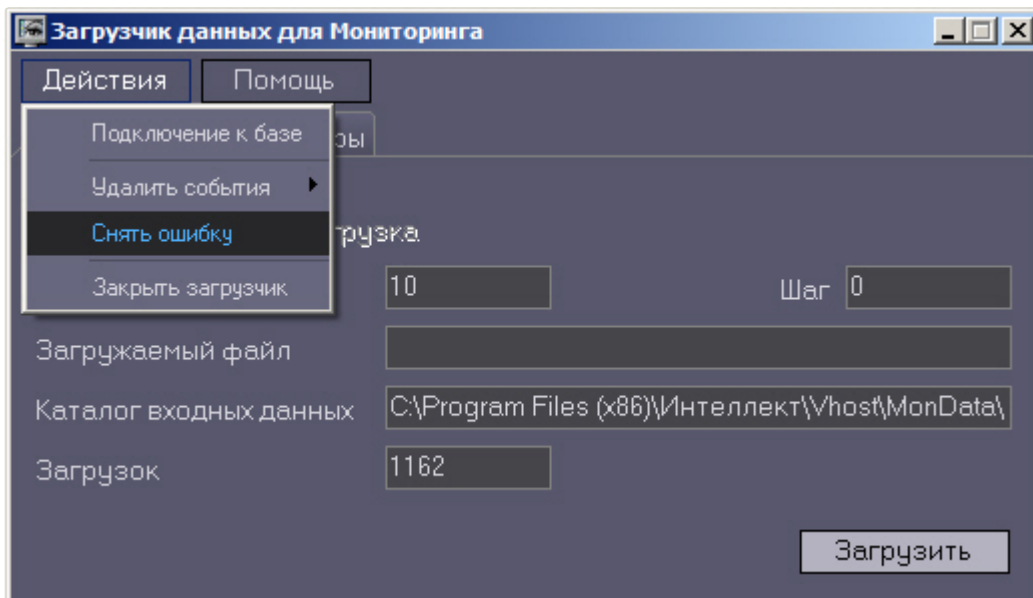 Загрузчик данных для Мониторинга
Действия Помощь
Подключение к базе
Удалить события
Снять ошибку
Закрыть загрузчик
10 Шаг 0
Загружаемый файл
Каталог входных данных C:\Program Files (x86)\Интеллект\Vhost\MonData\
Загрузок 1162
Загрузить